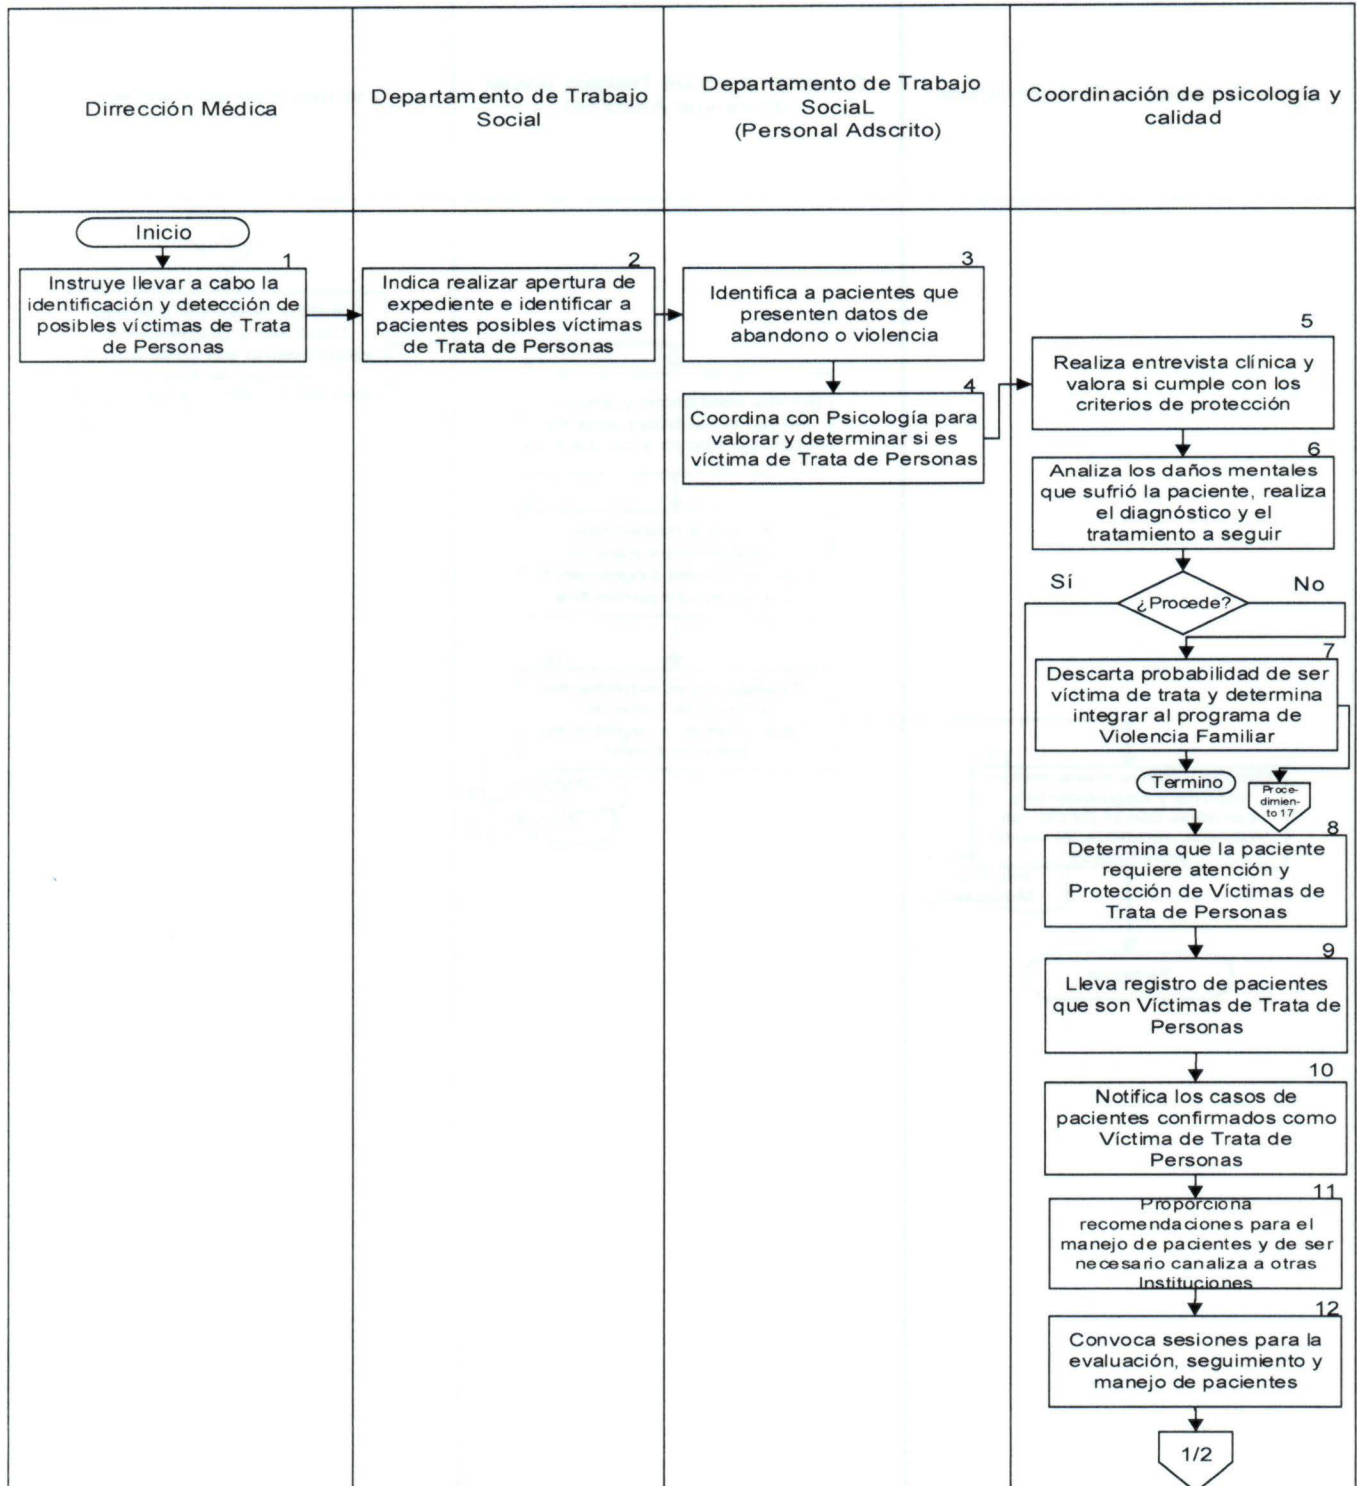 Dirrección Médica
Departamento de Trabajo
Social
Departamento de Trabajo
SociaL
(Personal Adscrito)
Coordinación de psicología y
calidad
Inicio
1
Instruye llevar a cabo la
identificación y detección de
posibles víctimas de Trata
de Personas
2
Indica realizar apertura de
expediente e identificar a
pacientes posibles víctimas
de Trata de Personas
3
Identifica a pacientes que
presenten datos de
abandono o violencia
4
Coordina con Psicología para
valorar y determinar si es
víctima de Trata de Personas
5
Realiza entrevista clínica y
valora si cumple con los
criterios de protección
6
Analiza los daños mentales
que sufrió la paciente, realiza
el diagnóstico y el
tratamiento a seguir
Sí
¿Procede?
No
7
Descarta probabilidad de ser
víctima de trata y determina
integrar al programa de
Violencia Familiar
Termino
Proce-
dimien-
to 17
8
Determina que la paciente
requiere atención y
Protección de Víctimas de
Trata de Personas
9
Lleva registro de pacientes
que son Víctimas de Trata de
Personas
10
Notifica los casos de
pacientes confirmados como
Víctima de Trata de
Personas
11
Proporciona
recomendaciones para el
manejo de pacientes y de ser
necesario canaliza a otras
Instituciones
12
Convoca sesiones para la
evaluación, seguimiento y
manejo de pacientes
1/2